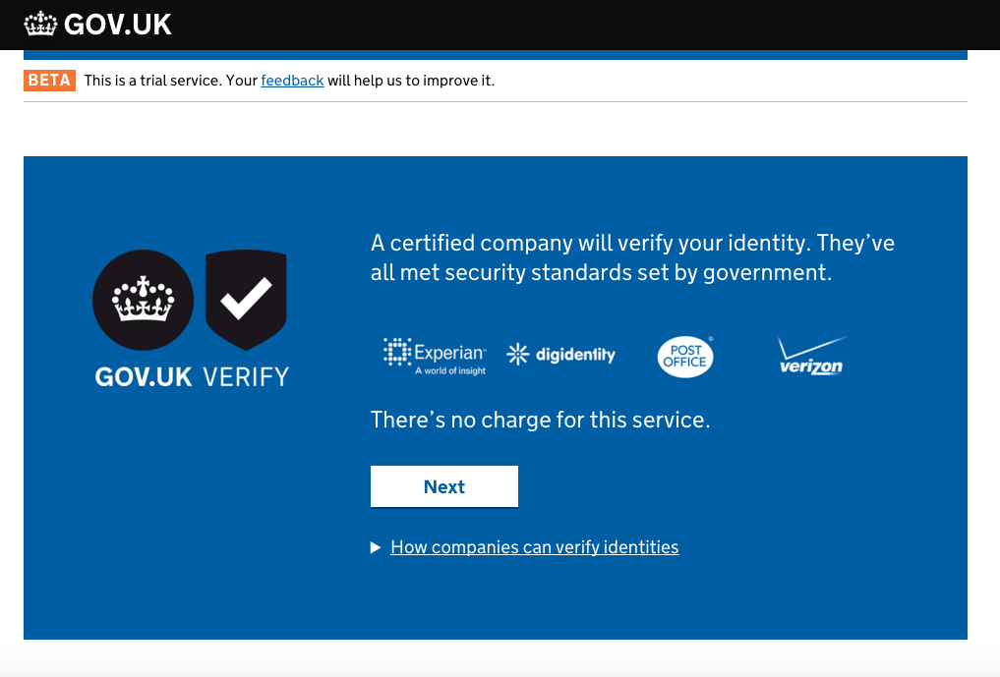 GOV.UK
BETA This is a trial service. Your feedback will help us to improve it.
GOV.UK VERIFY
A certified company will verify your identity. They’ve
all met security standards set by government.
Experian
A world of insight
digidentity
POST
OFFICE
verizon
There’s no charge for this service.
Next
How companies can verify identities